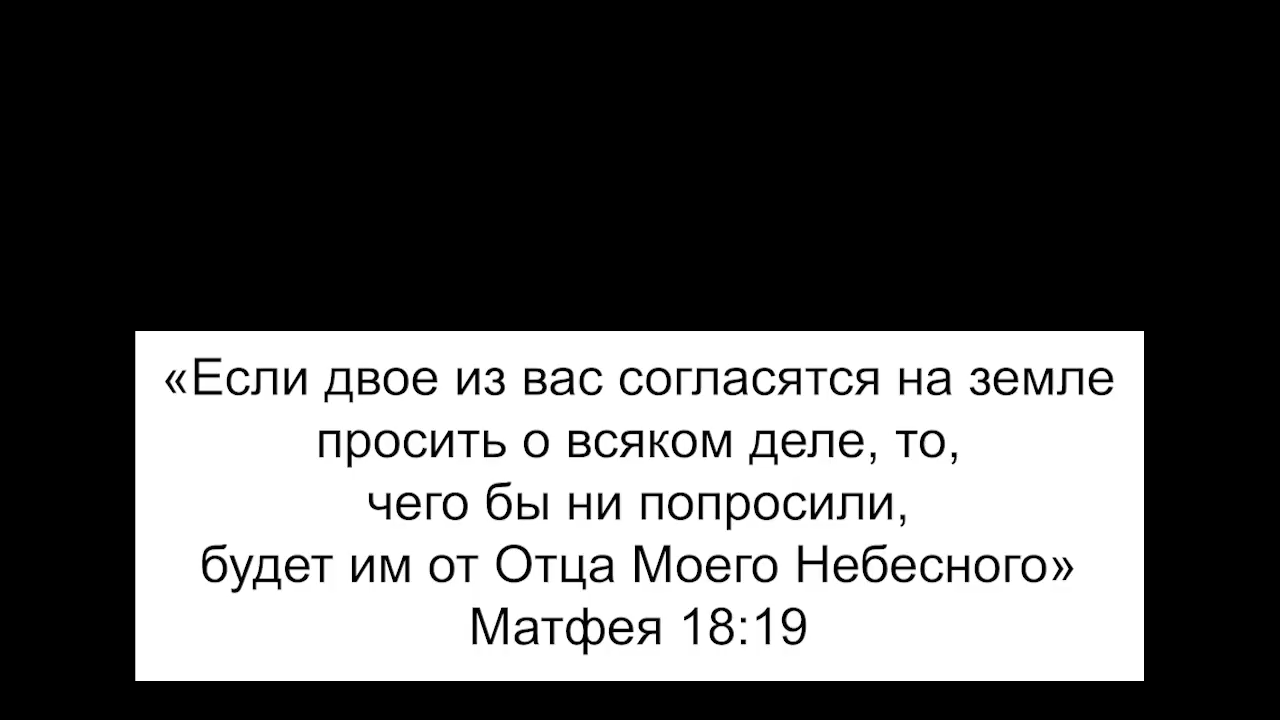 «Если двое из вас согласятся на земле
просить о всяком деле, то,
чего бы ни попросили,
будет им от Отца Моего Небесного»
Матфея 18:19